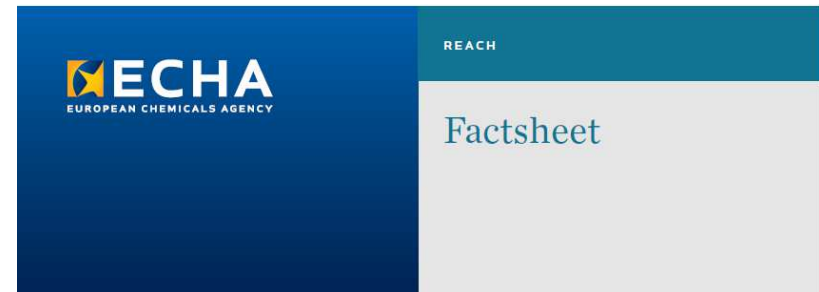 ECHA
EUROPEAN CHEMICALS AGENCY
REACH
Factsheet